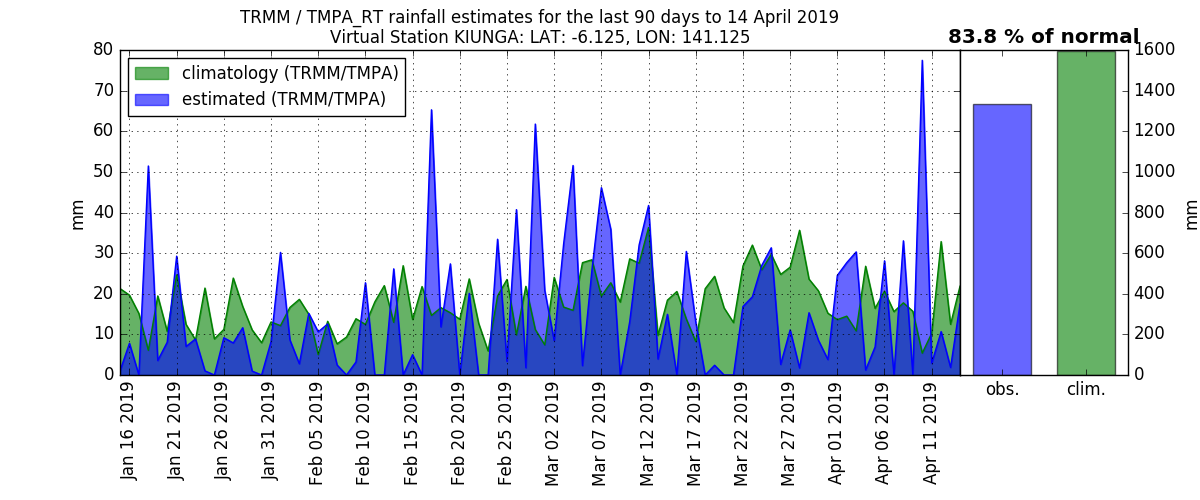 TRMM / TMPA_RT rainfall estimates for the last 90 days to 14 April 2019
Virtual Station KIUNGA: LAT: -6.125, LON: 141.125
83.8 % of normal
climatology (TRMM/TMPA)
estimated (TRMM/TMPA)
mm
80
70
60
50
40
30
20
10
0
Jan 16 2019
Jan 21 2019
Jan 26 2019
Jan 31 2019
Feb 05 2019
Feb 10 2019
Feb 15 2019
Feb 20 2019
Feb 25 2019
Mar 02 2019
Mar 07 2019
Mar 12 2019
Mar 17 2019
Mar 22 2019
Mar 27 2019
Apr 01 2019
Apr 06 2019
Apr 11 2019
obs.
clim.
1600
1400
1200
1000
800
600
400
200
0
mm